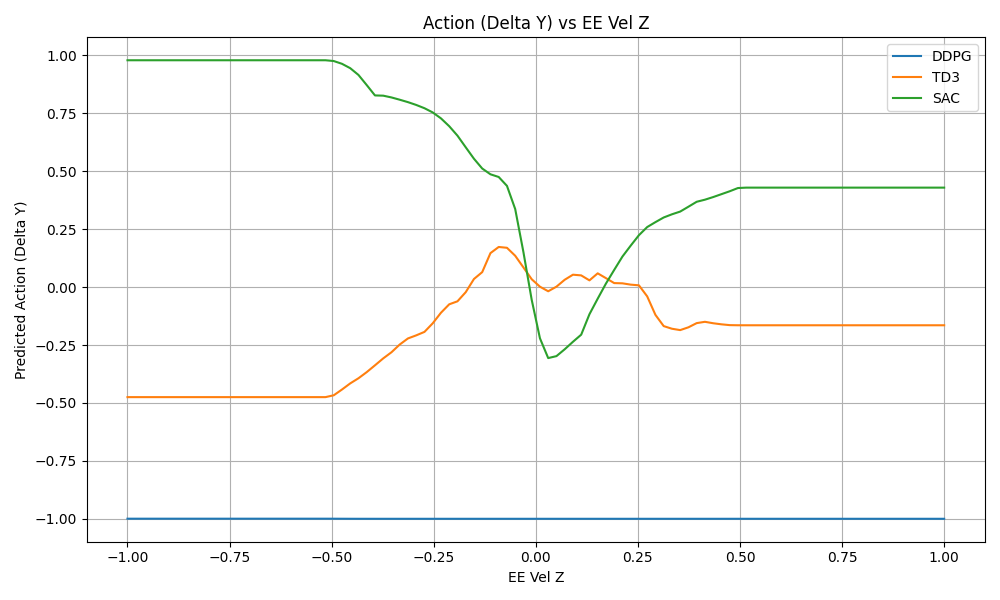 Action (Delta Y) vs EE Vel Z
DDPG
TD3
SAC
Predicted Action (Delta Y)
1.00
0.75
0.50
0.25
0.00
−0.25
−0.50
−0.75
−1.00
−1.00 −0.75 −0.50 −0.25 0.00 0.25 0.50 0.75 1.00
EE Vel Z